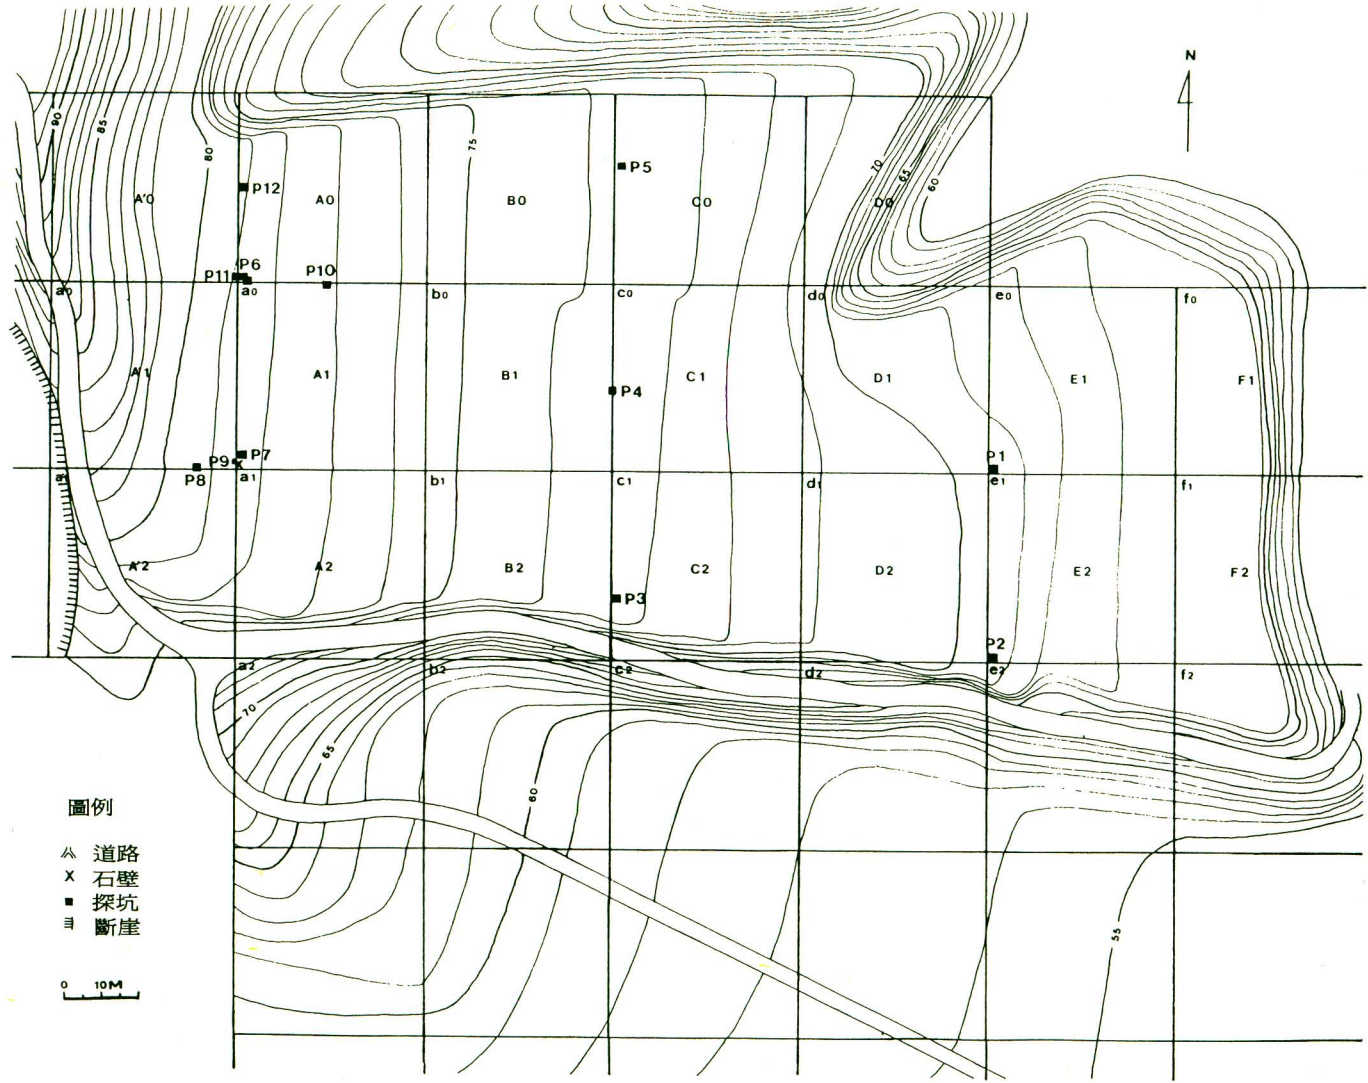 N
90
85
80
75
70
65
60
P5
P12
A'0
A0
B0
C0
D0
P11
P6
P10
a0
b0
c0
d0
e0
f0
A'1
A1
B1
C1
D1
E1
F1
P4
P9
P7
P8
P1
a1
b1
c1
d1
e1
f1
A'2
A2
B2
C2
D2
E2
F2
P3
P2
a2
b2
c2
d2
e2
f2
70
65
60
55
圖例
道路
X 石壁
探坑
斷崖
0 10M